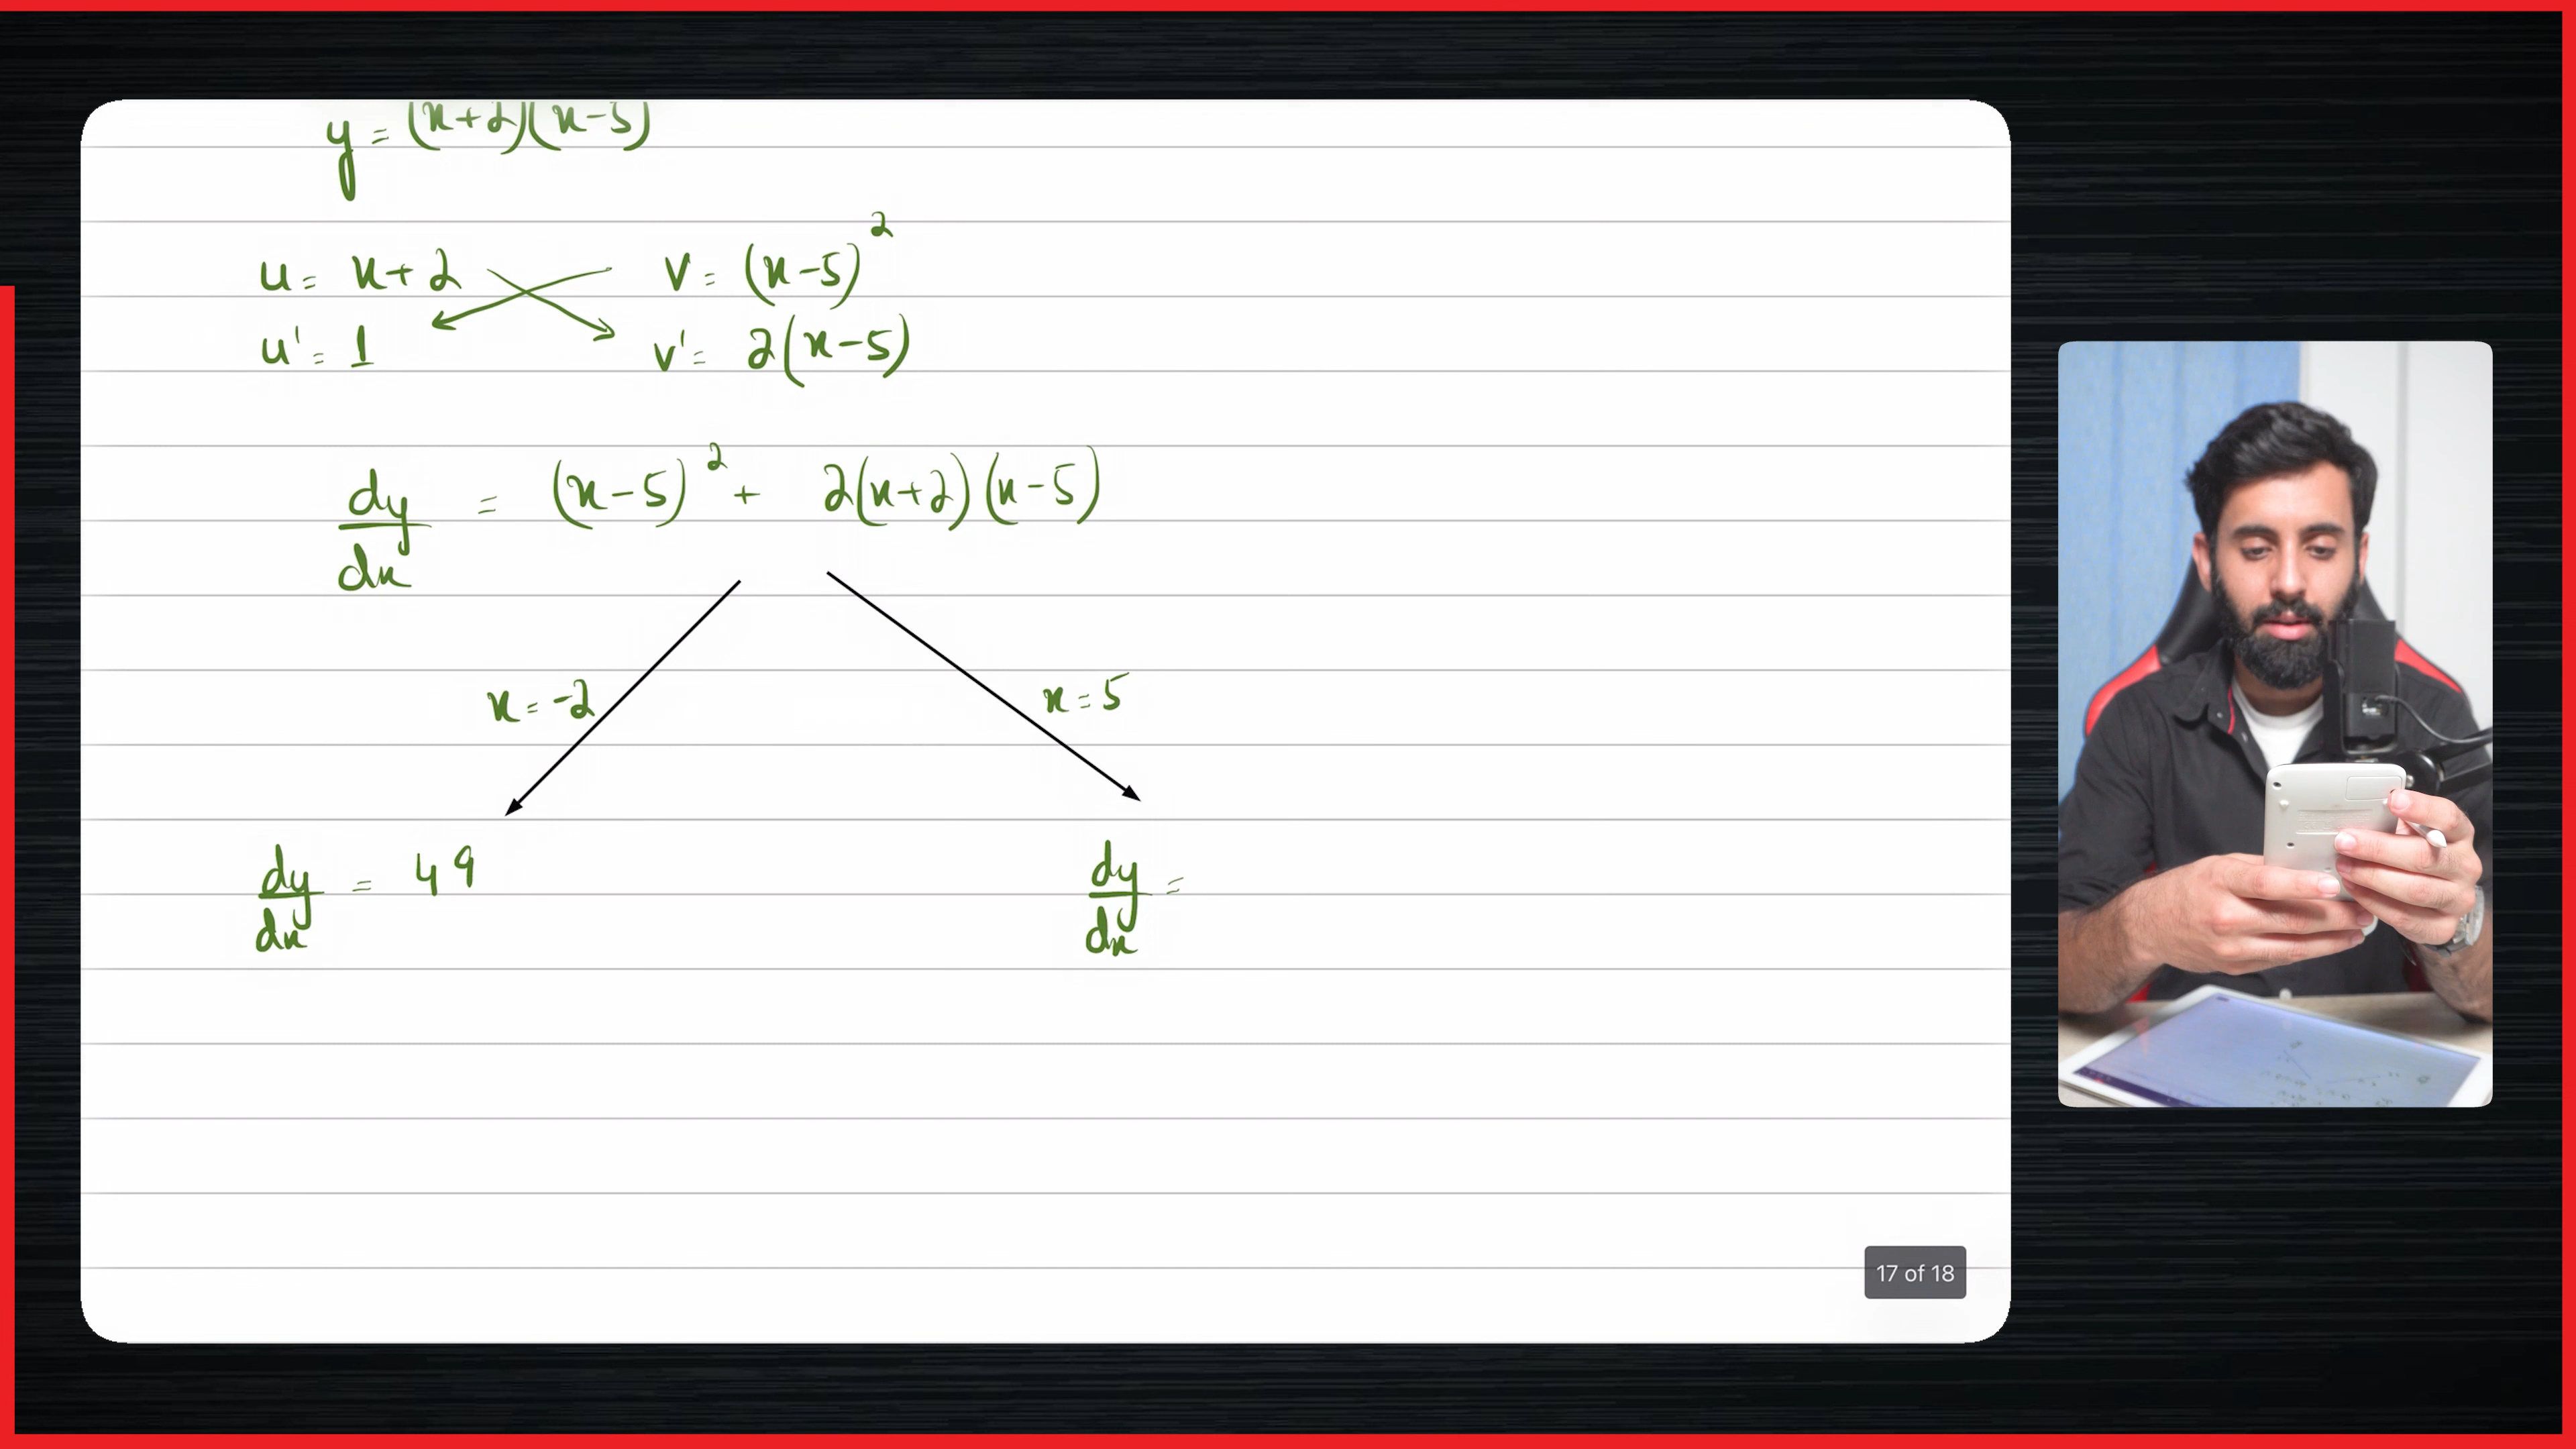 y = (x+2)(x-5)
u = x+2 v = (x-5)²
u' = 1 v' = 2(x-5)
dy/dx = (x-5)² + 2(x+2)(x-5)
x = -2 x = 5
dy/dx = 49 dy/dx =
17 of 18